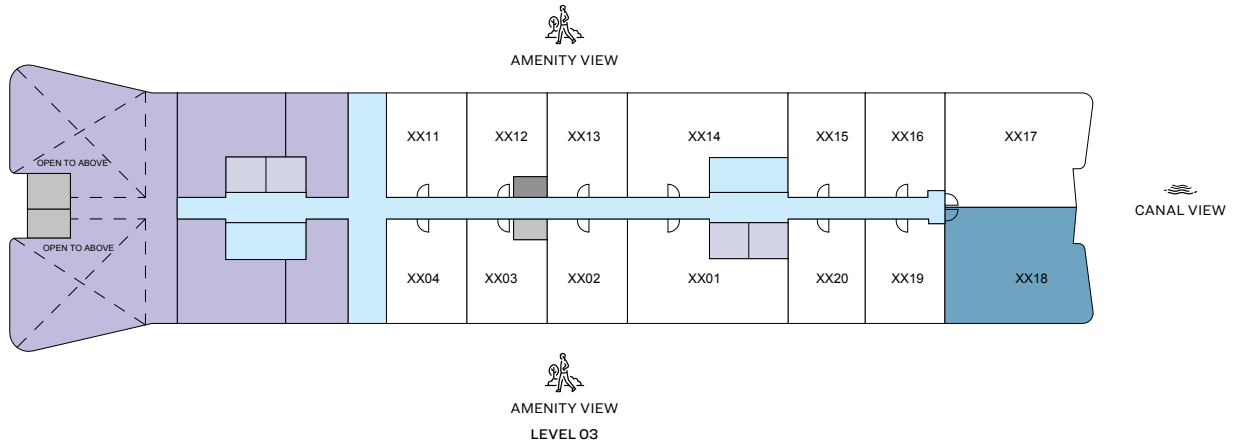 AMENITY VIEW
XX11
XX12
XX13
XX14
XX15
XX16
XX17
OPEN TO ABOVE
CANAL VIEW
OPEN TO ABOVE
XX04
XX03
XX02
XX01
XX20
XX19
XX18
AMENITY VIEW
LEVEL 03